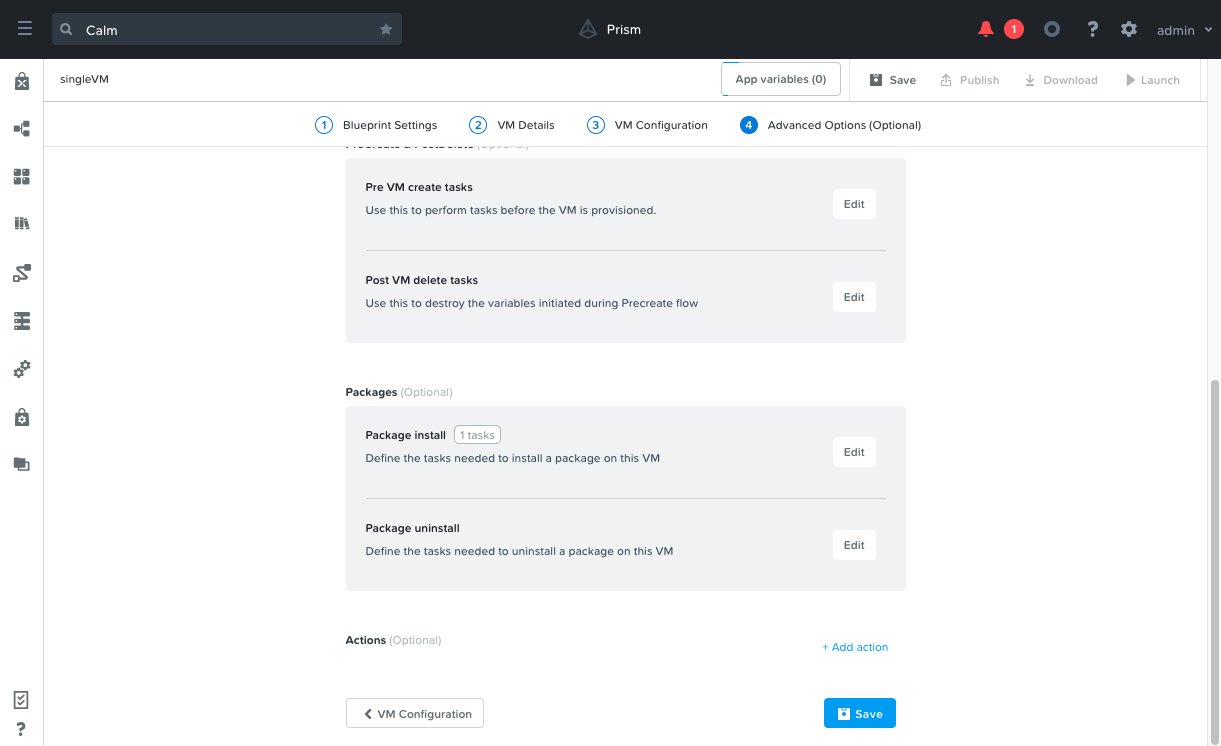 Calm
Prism
1
?
admin
singleVM
App variables (0)
Save
Publish
Download
Launch
1 Blueprint Settings
2 VM Details
3 VM Configuration
4 Advanced Options (Optional)
PreCreate & PostDelete (Optional)
Pre VM create tasks
Use this to perform tasks before the VM is provisioned.
Edit
Post VM delete tasks
Use this to destroy the variables initiated during Precreate flow
Edit
Packages (Optional)
Package install 1 tasks
Define the tasks needed to install a package on this VM
Edit
Package uninstall
Define the tasks needed to uninstall a package on this VM
Edit
Actions (Optional)
+ Add action
VM Configuration
Save
?